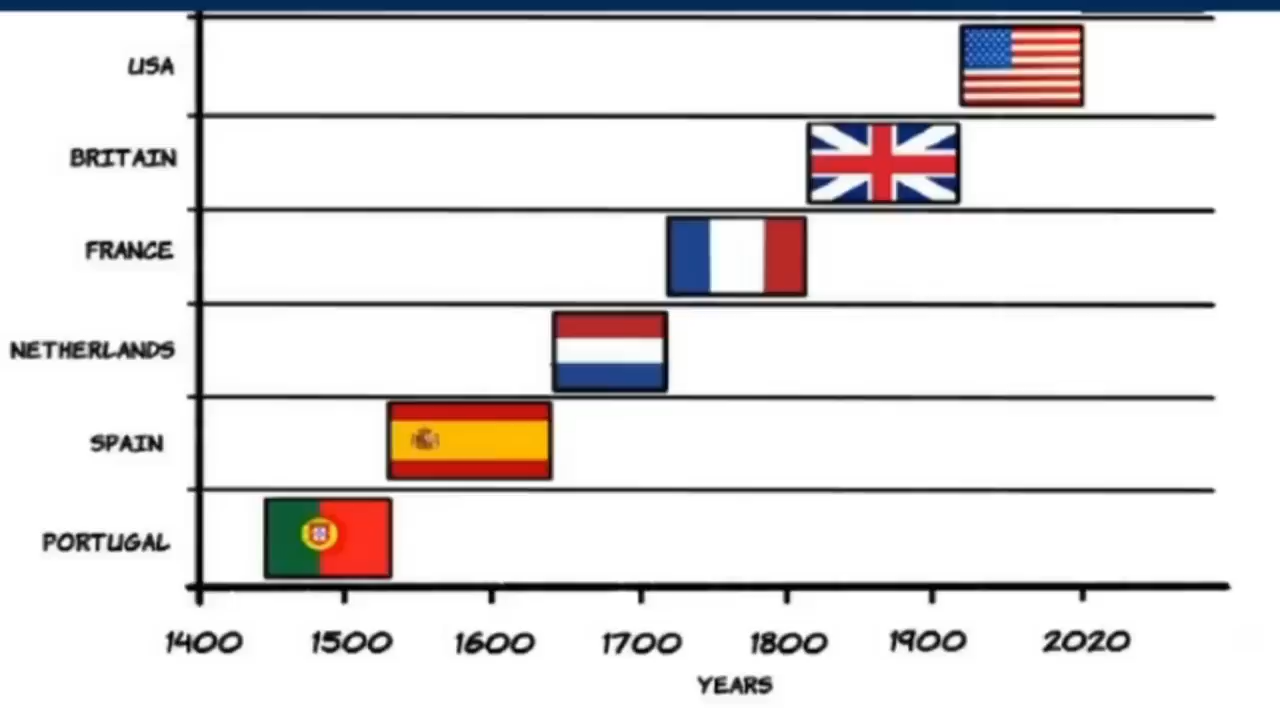 USA
BRITAIN
FRANCE
NETHERLANDS
SPAIN
PORTUGAL
1400 1500 1600 1700 1800 1900 2020
YEARS